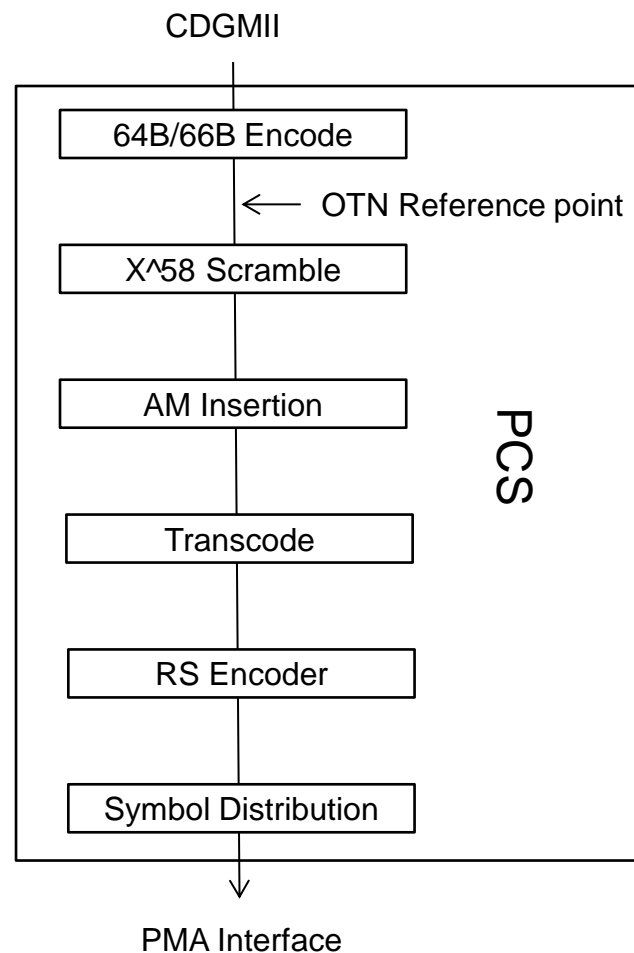 CDGMII
64B/66B Encode
OTN Reference point
X^58 Scramble
AM Insertion
PCS
Transcode
RS Encoder
Symbol Distribution
PMA Interface